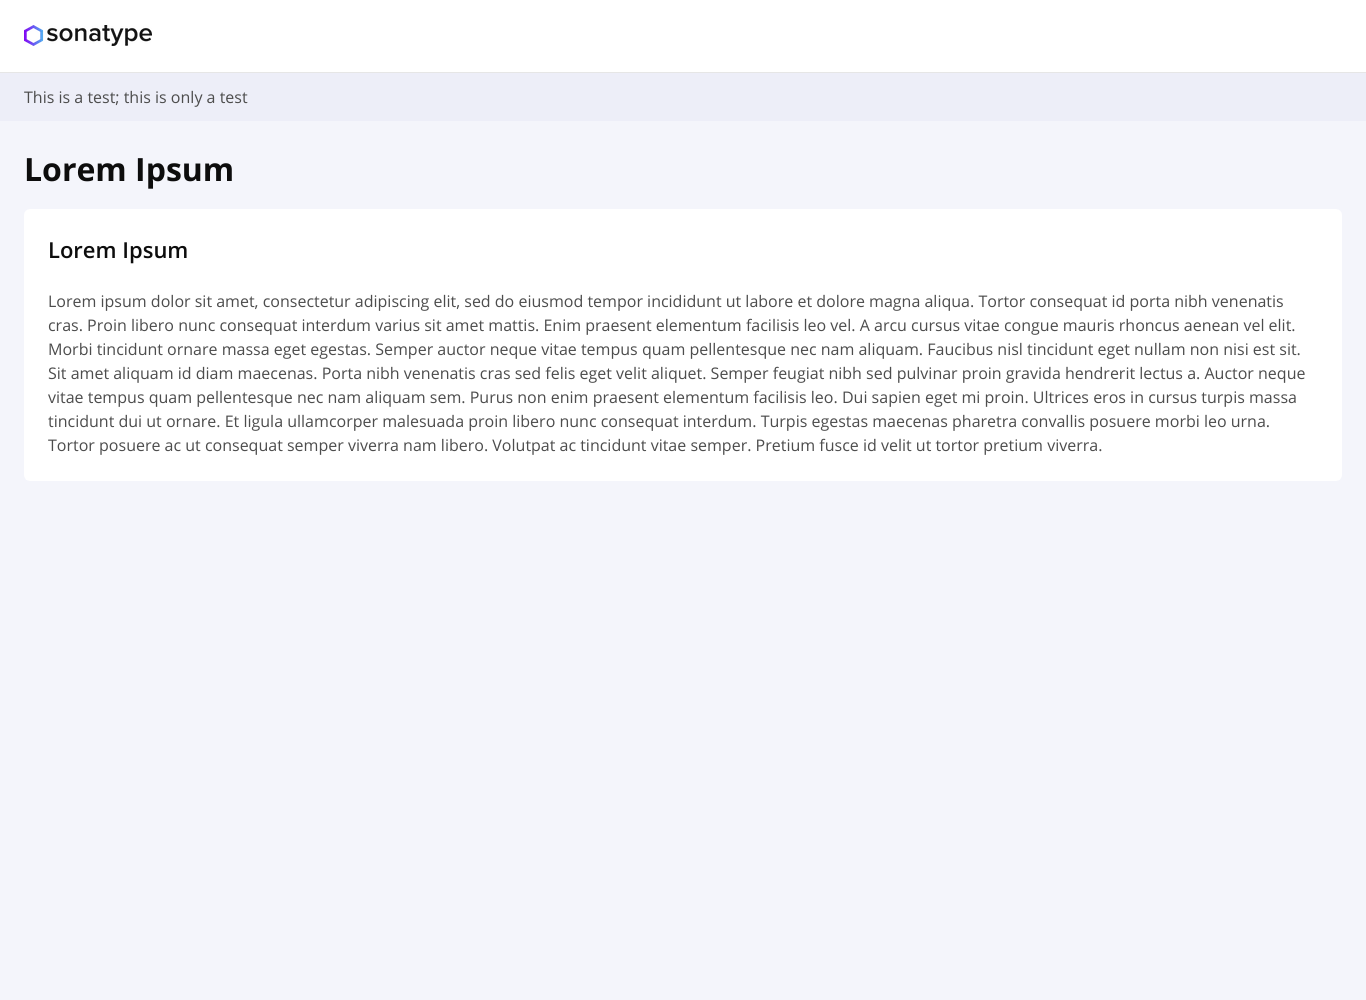 sonatype
This is a test; this is only a test
Lorem Ipsum
Lorem Ipsum
Lorem ipsum dolor sit amet, consectetur adipiscing elit, sed do eiusmod tempor incididunt ut labore et dolore magna aliqua. Tortor consequat id porta nibh venenatis
cras. Proin libero nunc consequat interdum varius sit amet mattis. Enim praesent elementum facilisis leo vel. A arcu cursus vitae congue mauris rhoncus aenean vel elit.
Morbi tincidunt ornare massa eget egestas. Semper auctor neque vitae tempus quam pellentesque nec nam aliquam. Faucibus nisl tincidunt eget nullam non nisi est sit.
Sit amet aliquam id diam maecenas. Porta nibh venenatis cras sed felis eget velit aliquet. Semper feugiat nibh sed pulvinar proin gravida hendrerit lectus a. Auctor neque
vitae tempus quam pellentesque nec nam aliquam sem. Purus non enim praesent elementum facilisis leo. Dui sapien eget mi proin. Ultrices eros in cursus turpis massa
tincidunt dui ut ornare. Et ligula ullamcorper malesuada proin libero nunc consequat interdum. Turpis egestas maecenas pharetra convallis posuere morbi leo urna.
Tortor posuere ac ut consequat semper viverra nam libero. Volutpat ac tincidunt vitae semper. Pretium fusce id velit ut tortor pretium viverra.